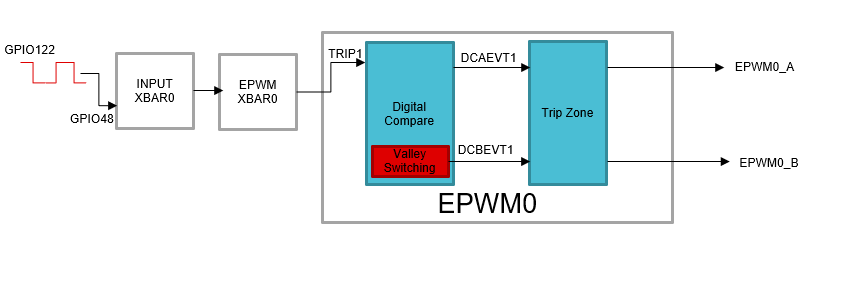 GPIO122
GPIO48
INPUT
XBAR0
EPWM
XBAR0
TRIP1
Digital
Compare
Valley
Switching
DCAEVT1
DCBEVT1
Trip Zone
EPWM0
EPWM0_A
EPWM0_B